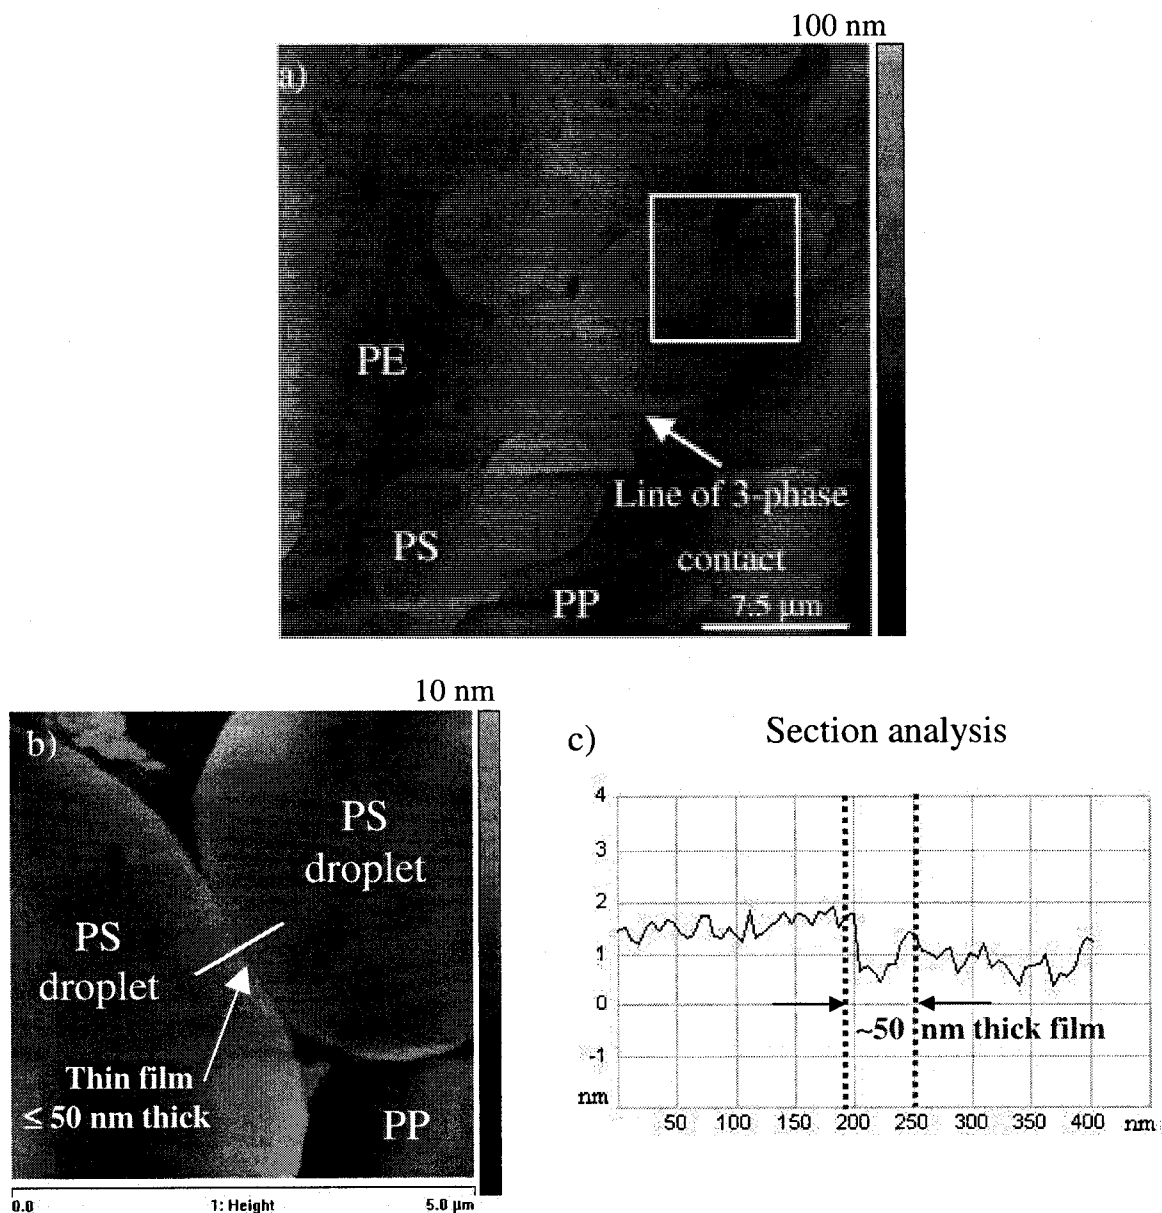 100 nm
a)
PE
Line of 3-phase
contact
PS
PP
7.5 µm
10 nm
b)
PS
droplet
PS
droplet
Thin film
≤ 50 nm thick
PP
0.0 1: Height 5.0 µm
c)
Section analysis
4
3
2
1
0
-1
nm
~50 nm thick film
50 100 150 200 250 300 350 400 nm